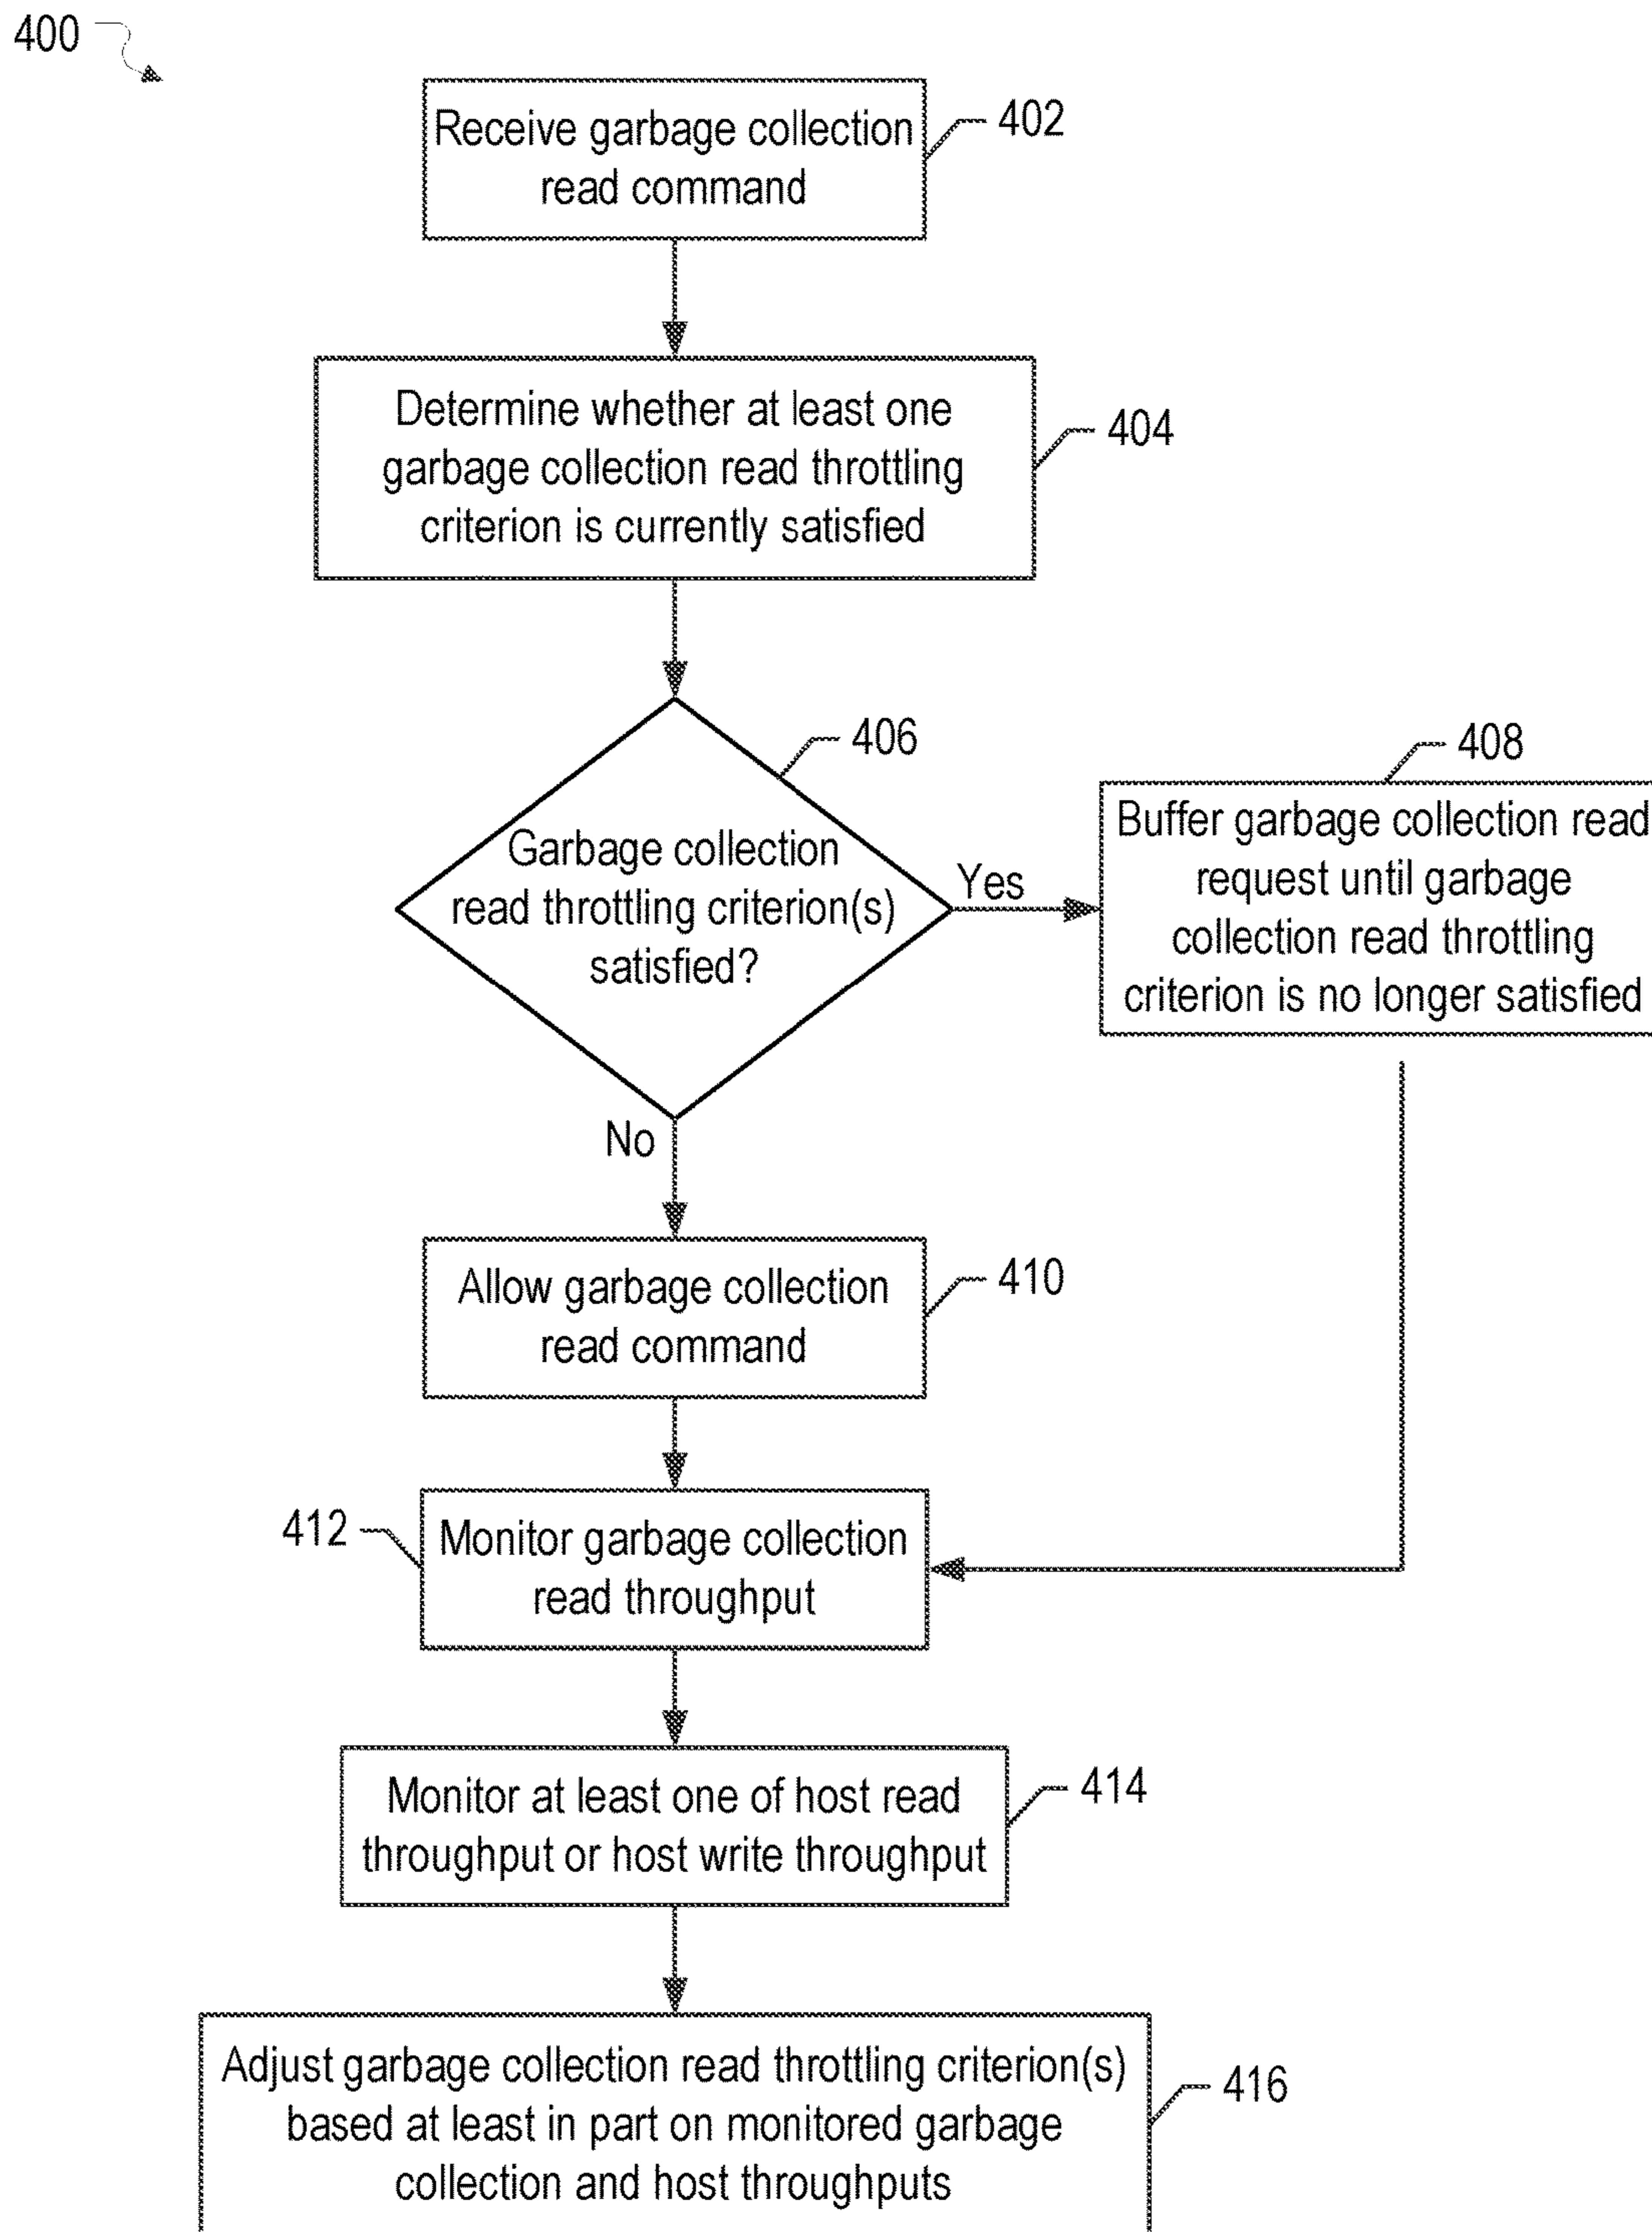 400
Receive garbage collection
read command
402
Determine whether at least one
garbage collection read throttling
criterion is currently satisfied
404
406
Garbage collection
read throttling criterion(s)
satisfied?
Yes
408
Buffer garbage collection read
request until garbage
collection read throttling
criterion is no longer satisfied
No
Allow garbage collection
read command
410
412
Monitor garbage collection
read throughput
Monitor at least one of host read
throughput or host write throughput
414
Adjust garbage collection read throttling criterion(s)
based at least in part on monitored garbage
collection and host throughputs
416